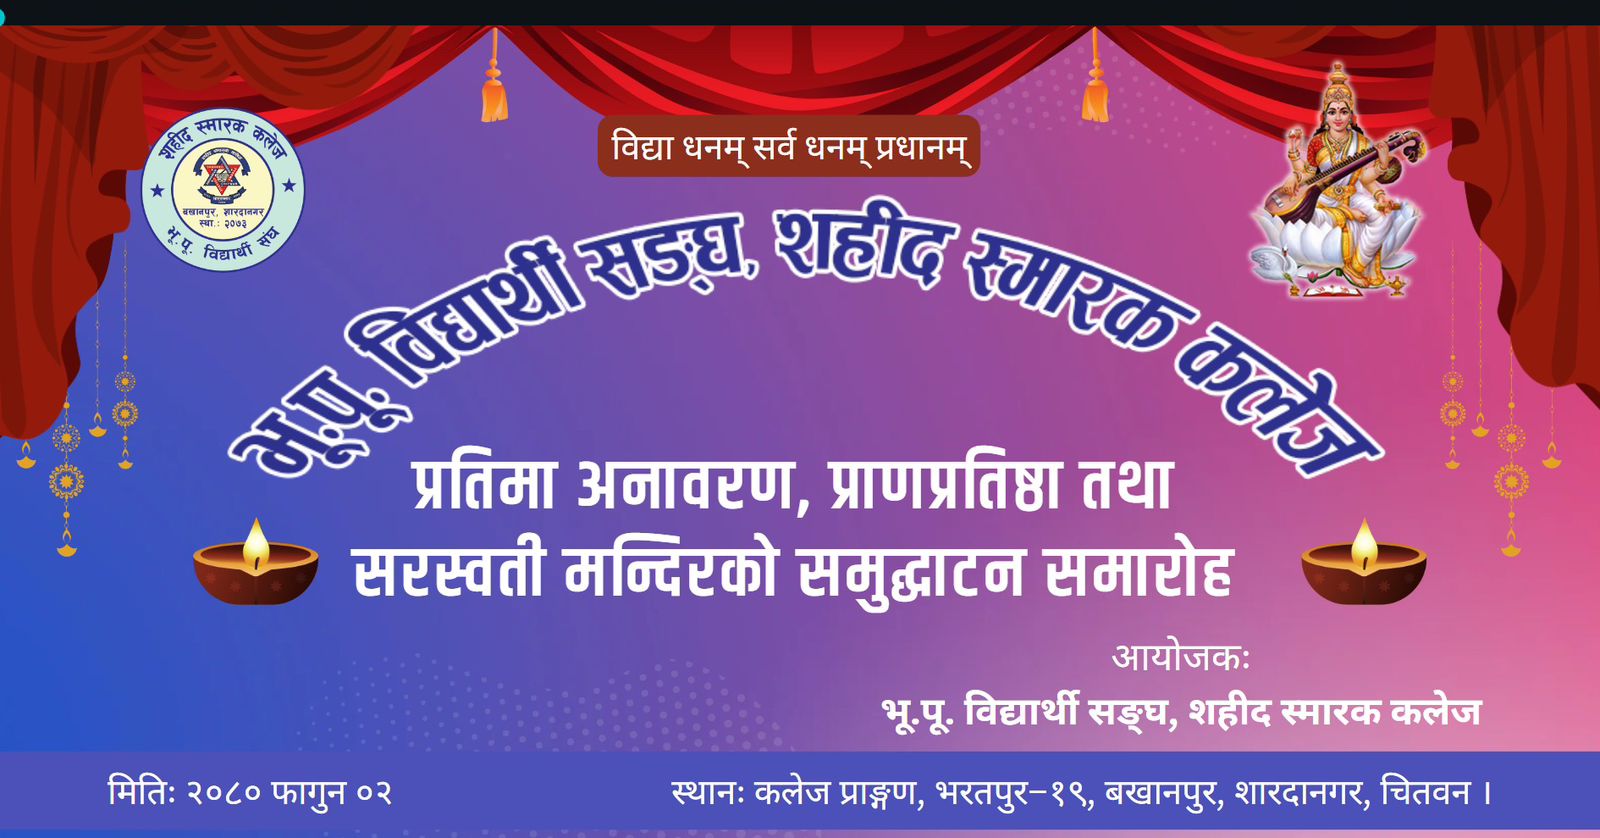 विद्या धनम् सर्व धनम् प्रधानम्
शहीद स्मारक कलेज
बखानपुर, शारदानगर
स्था.: २०७३
भू.पू. विद्यार्थी संघ
भू.पू. विद्यार्थी सङ्घ, शहीद स्मारक कलेज
प्रतिमा अनावरण, प्राणप्रतिष्ठा तथा
सरस्वती मन्दिरको समुद्घाटन समारोह
आयोजकः
भू.पू. विद्यार्थी सङ्घ, शहीद स्मारक कलेज
मितिः २०८० फागुन ०२
स्थानः कलेज प्राङ्गण, भरतपुर–१९, बखानपुर, शारदानगर, चितवन ।